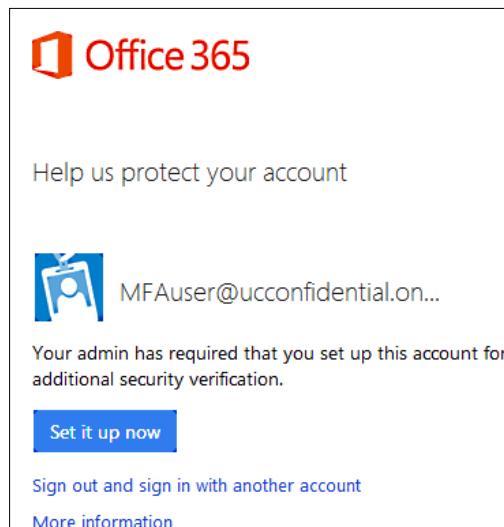 Office 365
Help us protect your account
MFAuser@ucconfidential.on...
Your admin has required that you set up this account for
additional security verification.
Set it up now
Sign out and sign in with another account
More information